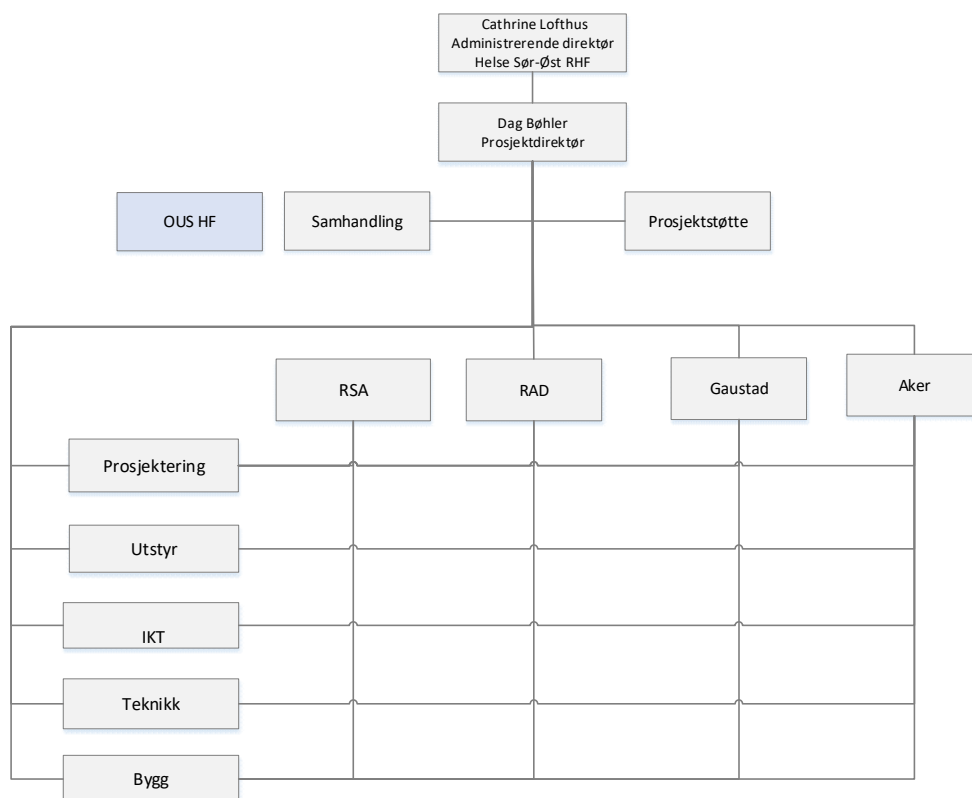 Cathrine Lofthus
Administrerende direktør
Helse Sør-Øst RHF
Dag Bøhler
Prosjektdirektør
OUS HF
Samhandling
Prosjektstøtte
RSA
RAD
Gaustad
Aker
Prosjektering
Utstyr
IKT
Teknikk
Bygg